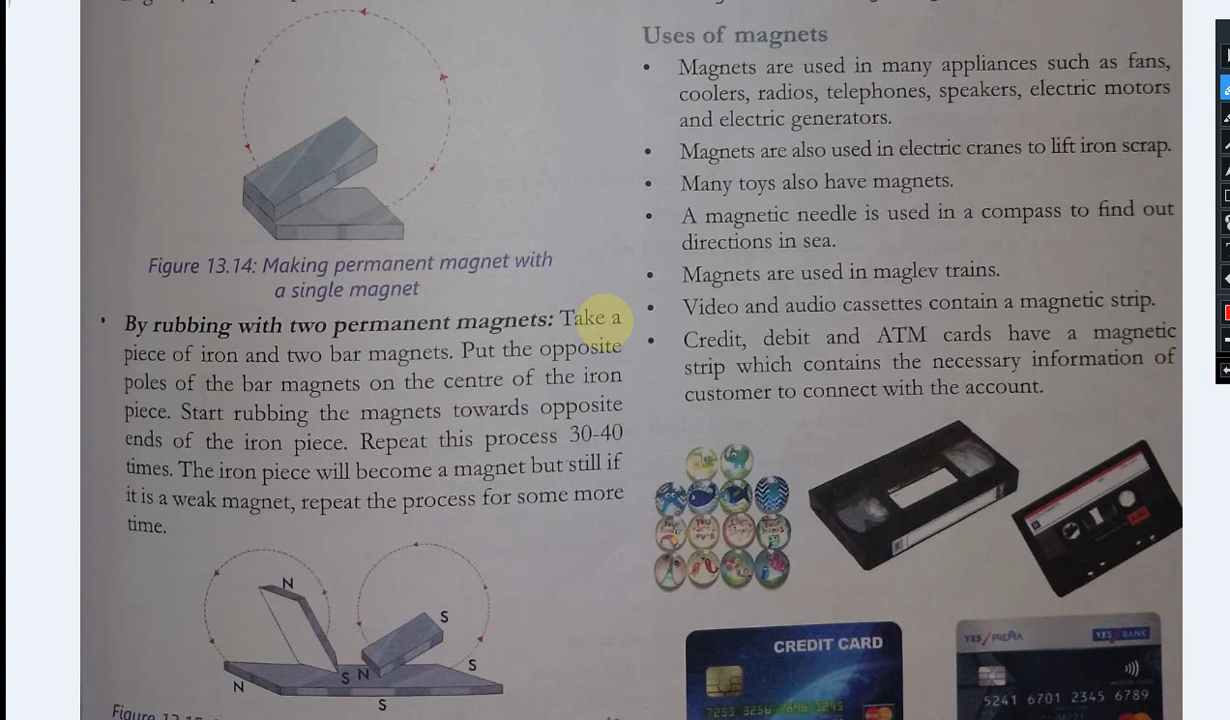 Figure 13.14: Making permanent magnet with
a single magnet
• By rubbing with two permanent magnets: Take a
piece of iron and two bar magnets. Put the opposite
poles of the bar magnets on the centre of the iron
piece. Start rubbing the magnets towards opposite
ends of the iron piece. Repeat this process 30-40
times. The iron piece will become a magnet but still if
it is a weak magnet, repeat the process for some more
time.
N
S
S N
S
N
S
Uses of magnets
• Magnets are used in many appliances such as fans,
coolers, radios, telephones, speakers, electric motors
and electric generators.
• Magnets are also used in electric cranes to lift iron scrap.
• Many toys also have magnets.
• A magnetic needle is used in a compass to find out
directions in sea.
• Magnets are used in maglev trains.
• Video and audio cassettes contain a magnetic strip.
• Credit, debit and ATM cards have a magnetic
strip which contains the necessary information of
customer to connect with the account.
CREDIT CARD
YES BANK
5241 6701 2345 6789